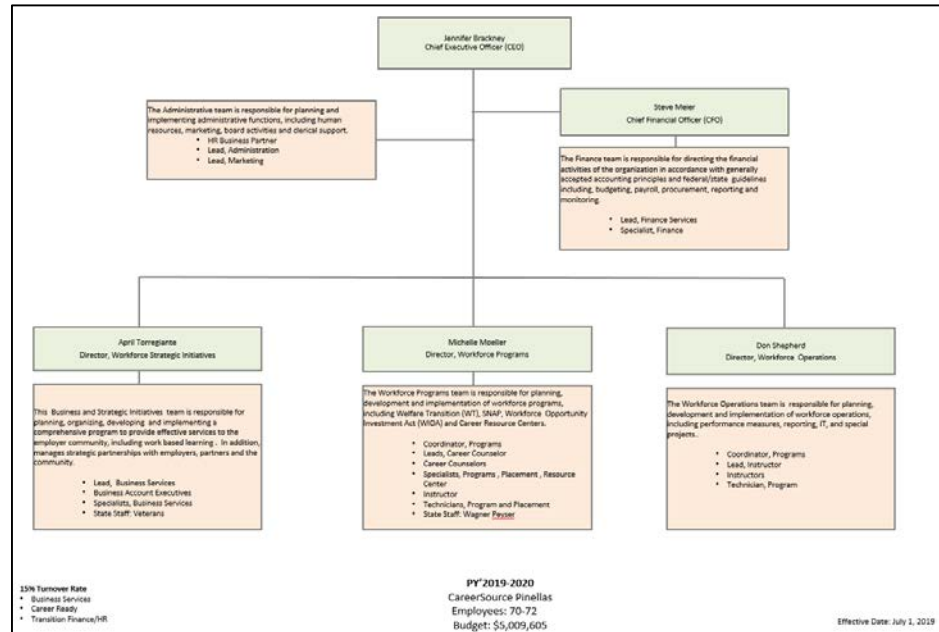 Jennifer Brackney
Chief Executive Officer (CEO)
The Administrative team is responsible for planning and
implementing administrative functions, including human
resources, marketing, board activities and clerical support.
• HR Business Partner
• Lead, Administration
• Lead, Marketing
Steve Meier
Chief Financial Officer (CFO)
The Finance team is responsible for directing the financial
activities of the organization in accordance with generally
accepted accounting principles and federal/state guidelines
including, budgeting, payroll, procurement, reporting and
monitoring.
• Lead, Finance Services
• Specialist, Finance
April Torregiante
Director, Workforce Strategic Initiatives
This Business and Strategic Initiatives team is responsible for
planning, organizing, developing and implementing a
comprehensive program to provide effective services to the
employer community, including work based learning . In addition,
manages strategic partnerships with employers, partners and the
community.
• Lead, Business Services
• Business Account Executives
• Specialists, Business Services
• State Staff: Veterans
Michelle Moeller
Director, Workforce Programs
The Workforce Programs team is responsible for planning,
development and implementation of workforce programs,
including Welfare Transition (WT), SNAP, Workforce Opportunity
Investment Act (WIOA) and Career Resource Centers.
• Coordinator, Programs
• Leads, Career Counselor
• Career Counselors
• Specialists, Programs , Placement , Resource
Center
• Instructor
• Technicians, Program and Placement
• State Staff: Wagner Peyser
Don Shepherd
Director, Workforce Operations
The Workforce Operations team is responsible for planning,
development and implementation of workforce operations,
including performance measures, reporting, IT, and special
projects.
• Coordinator, Programs
• Lead, Instructor
• Instructors
• Technician, Program
15% Turnover Rate
• Business Services
• Career Ready
• Transition Finance/HR
PY'2019-2020
CareerSource Pinellas
Employees: 70-72
Budget: $5,009,605
Effective Date: July 1, 2019